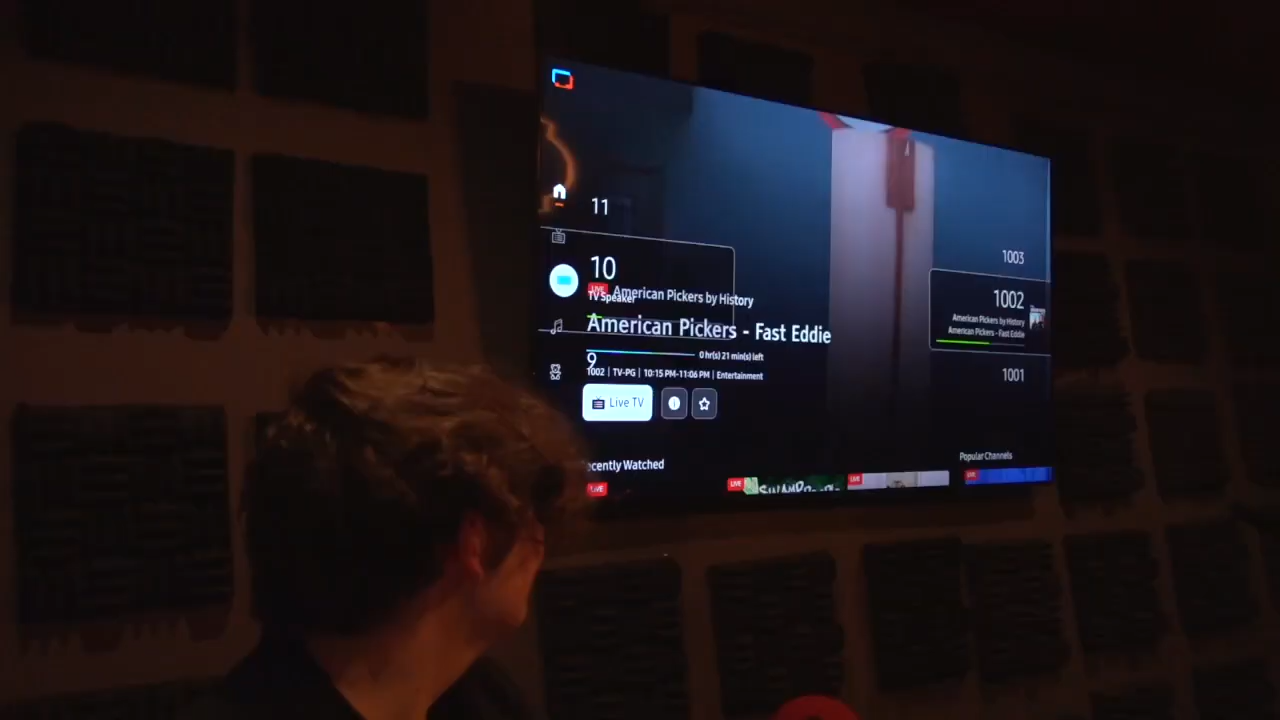 11
10
LIVE American Pickers by History
TV Speaker
American Pickers - Fast Eddie
9
0 hr(s) 21 min(s) left
1002 | TV-PG | 10:15 PM-11:06 PM | Entertainment
Live TV
ecently Watched
LIVE
LIVE
LIVE
1003
1002
American Pickers by History
American Pickers - Fast Eddie
1001
Popular Channels
LIVE